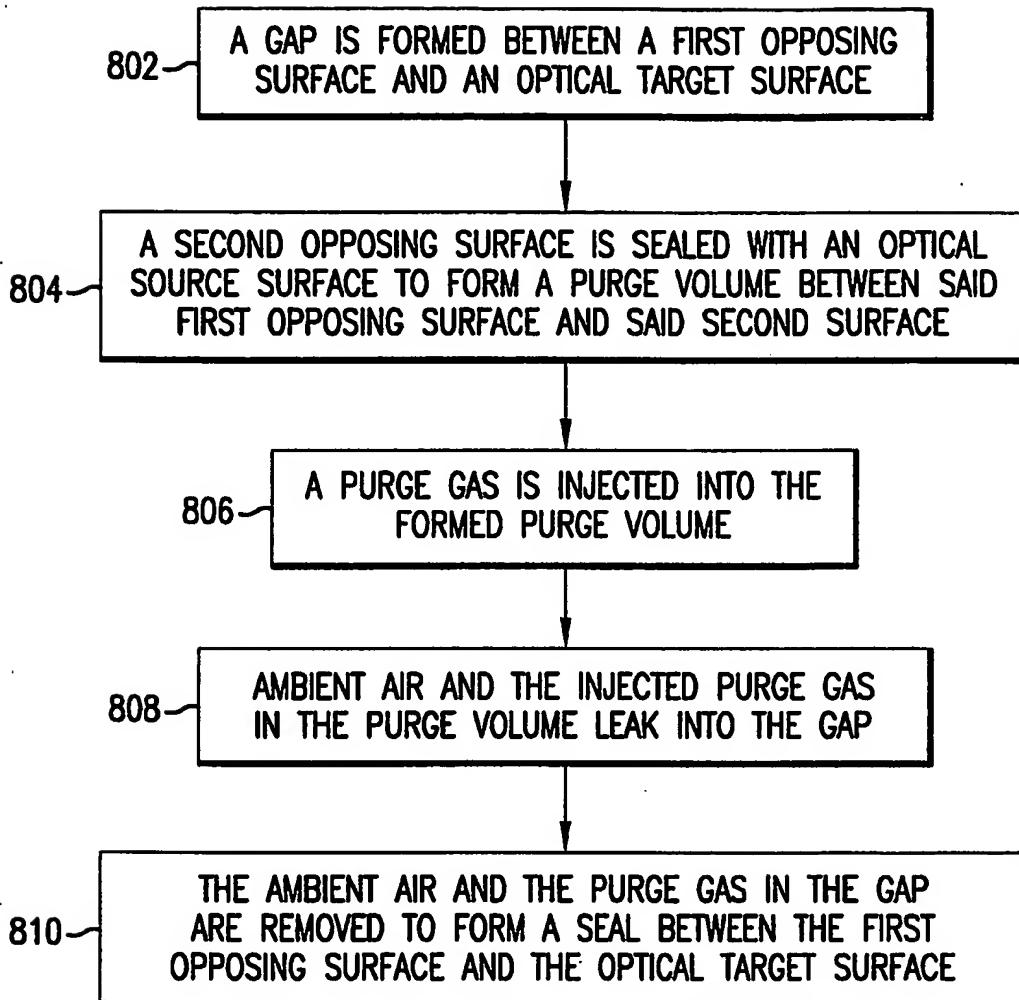 802
A GAP IS FORMED BETWEEN A FIRST OPPOSING
SURFACE AND AN OPTICAL TARGET SURFACE
804
A SECOND OPPOSING SURFACE IS SEALED WITH AN OPTICAL
SOURCE SURFACE TO FORM A PURGE VOLUME BETWEEN SAID
FIRST OPPOSING SURFACE AND SAID SECOND SURFACE
806
A PURGE GAS IS INJECTED INTO THE
FORMED PURGE VOLUME
808
AMBIENT AIR AND THE INJECTED PURGE GAS
IN THE PURGE VOLUME LEAK INTO THE GAP
810
THE AMBIENT AIR AND THE PURGE GAS IN THE GAP
ARE REMOVED TO FORM A SEAL BETWEEN THE FIRST
OPPOSING SURFACE AND THE OPTICAL TARGET SURFACE